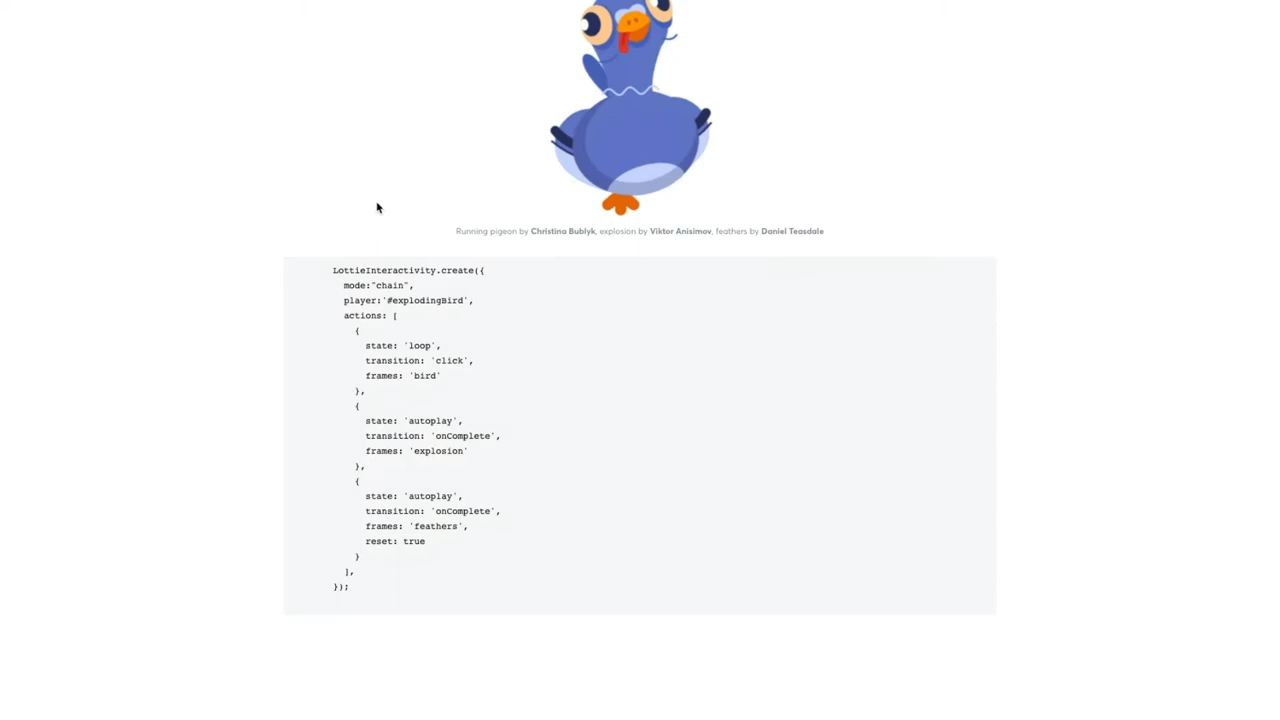 Running pigeon by Christina Bublyk, explosion by Viktor Anisimov, feathers by Daniel Teasdale
LottieInteractivity.create({
mode:"chain",
player:'#explodingBird',
actions: [
{
state: 'loop',
transition: 'click',
frames: 'bird'
},
{
state: 'autoplay',
transition: 'onComplete',
frames: 'explosion'
},
{
state: 'autoplay',
transition: 'onComplete',
frames: 'feathers',
reset: true
}
],
});